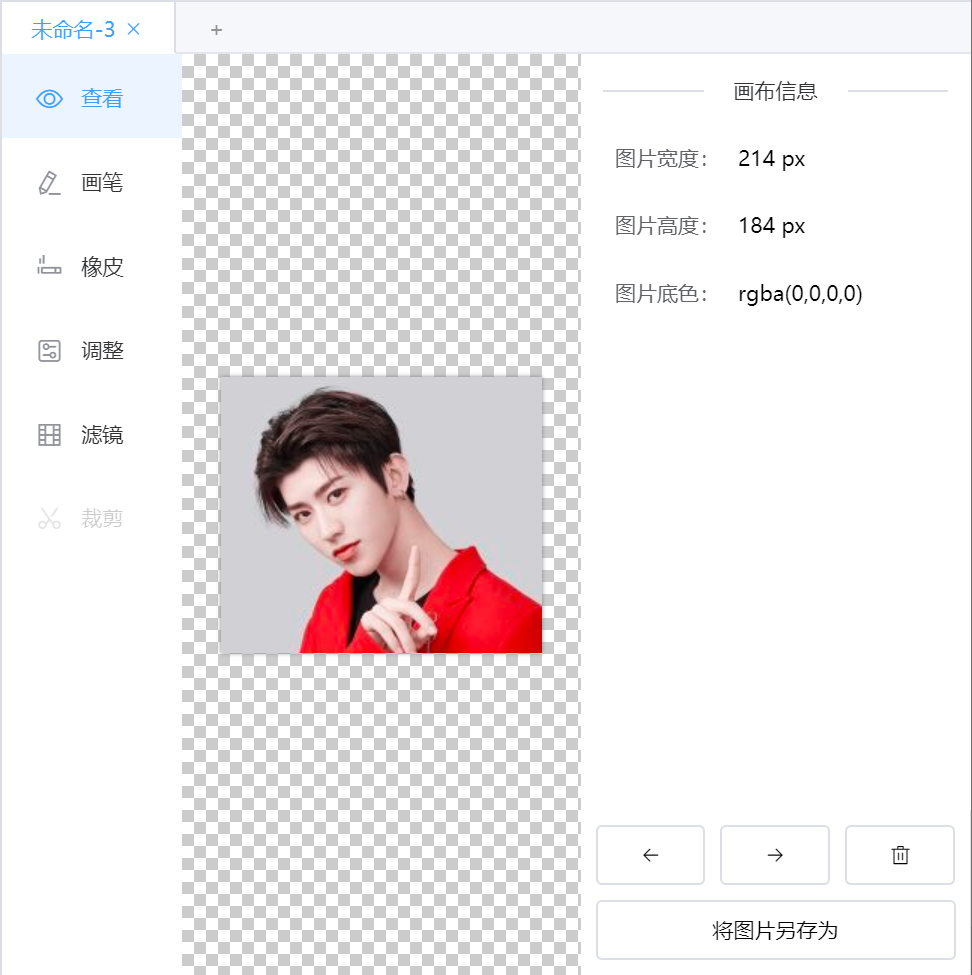 未命名-3 ×
+
查看
画笔
橡皮
调整
滤镜
裁剪
画布信息
图片宽度： 214 px
图片高度： 184 px
图片底色： rgba(0,0,0,0)
将图片另存为